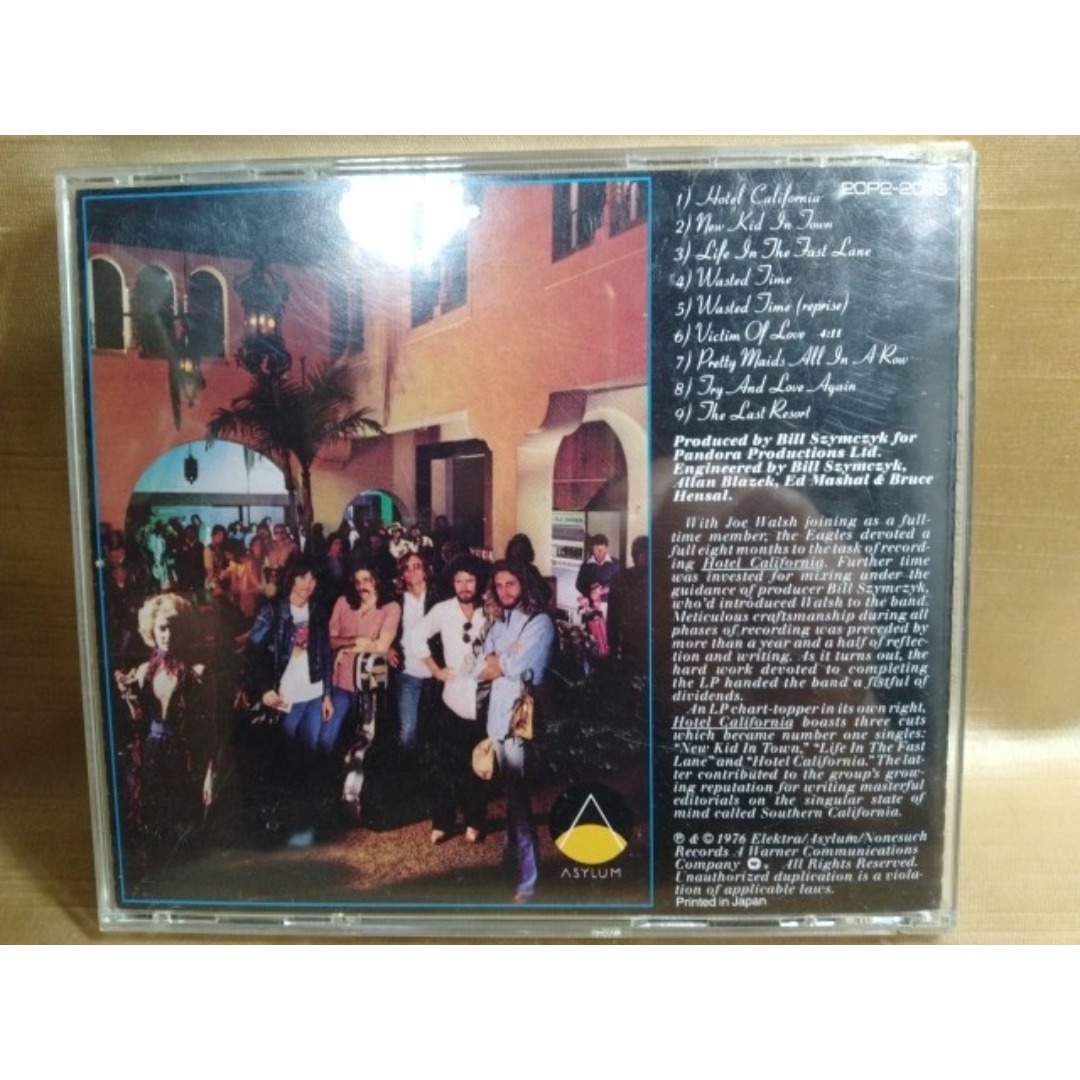 20P2-20
1) Hotel California
2) New Kid In Town
3) Life In The Fast Lane
4) Wasted Time
5) Wasted Time (reprise)
6) Victim Of Love 4:11
7) Pretty Maids All In A Row
8) Try And Love Again
9) The Last Resort
Produced by Bill Szymczyk for
Pandora Productions Ltd.
Engineered by Bill Szymczyk,
Allan Blazek, Ed Mashal & Bruce
Hensal.
With Joe Walsh joining as a full-
time member, the Eagles devoted a
full eight months to the task of record-
ing Hotel California. Further time
was invested for mixing under the
guidance of producer Bill Szymczyk,
who'd introduced Walsh to the band.
Meticulous craftsmanship during all
phases of recording was preceded by
more than a year and a half of reflec-
tion and writing. As it turns out, the
hard work devoted to completing
the LP handed the band a fistful of
dividends.
An LP chart-topper in its own right,
Hotel California boasts three cuts
which became number one singles:
"New Kid In Town," "Life In The Fast
Lane" and "Hotel California." The lat-
ter contributed to the group's grow-
ing reputation for writing masterful
editorials on the singular state of
mind called Southern California.
℗ & © 1976 Elektra/Asylum/Nonesuch
Records A Warner Communications
Company. All Rights Reserved.
Unauthorized duplication is a viola-
tion of applicable laws.
Printed in Japan
ASYLUM